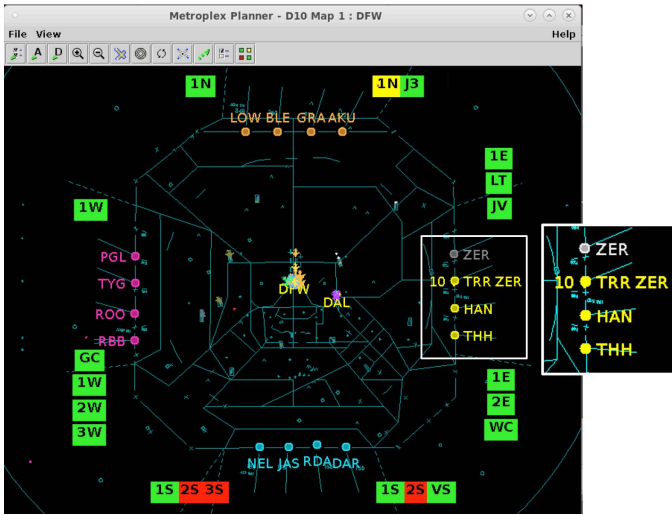 Metroplex Planner - D10 Map 1 : DFW
File View Help
A D
1N 1N J3
LOW BLE GRA AKU
1E
LT
JV
1W
PGL ZER ZER
TYG 10 TRR ZER 10 TRR ZER
DFW
DAL
ROO HAN HAN
RBB THH THH
GC
1W 1E
2W 2E
3W WC
NEL JAS RDA DAR
1S 2S 3S 1S 2S VS